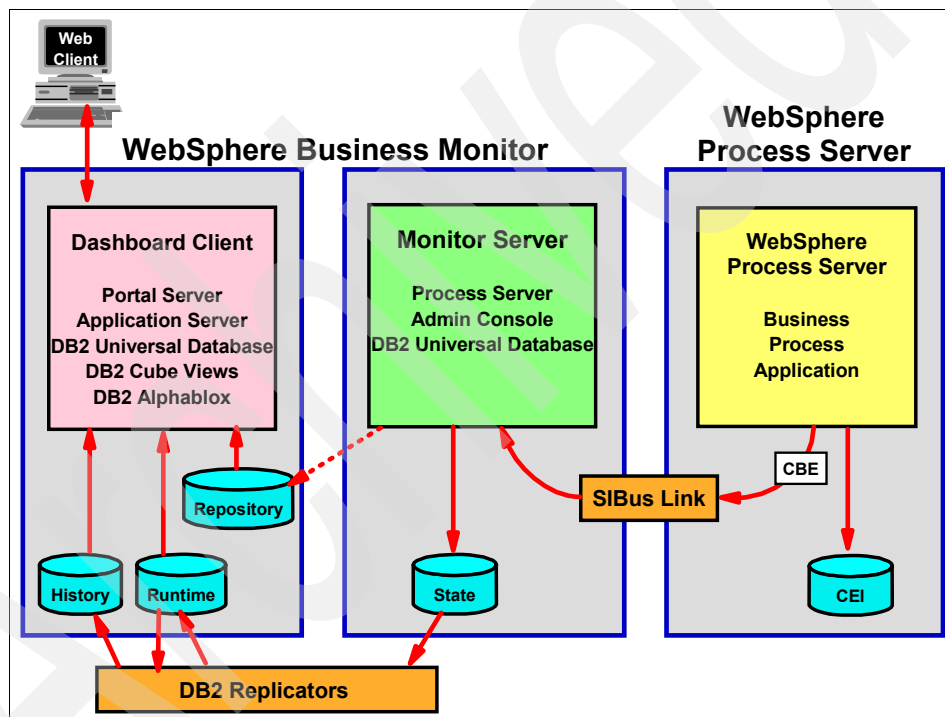 Web
Client
WebSphere Business Monitor
WebSphere
Process Server
Dashboard Client
Portal Server
Application Server
DB2 Universal Database
DB2 Cube Views
DB2 Alphablox
Monitor Server
Process Server
Admin Console
DB2 Universal Database
WebSphere
Process Server
Business
Process
Application
CBE
SIBus Link
Repository
History
Runtime
State
CEI
DB2 Replicators